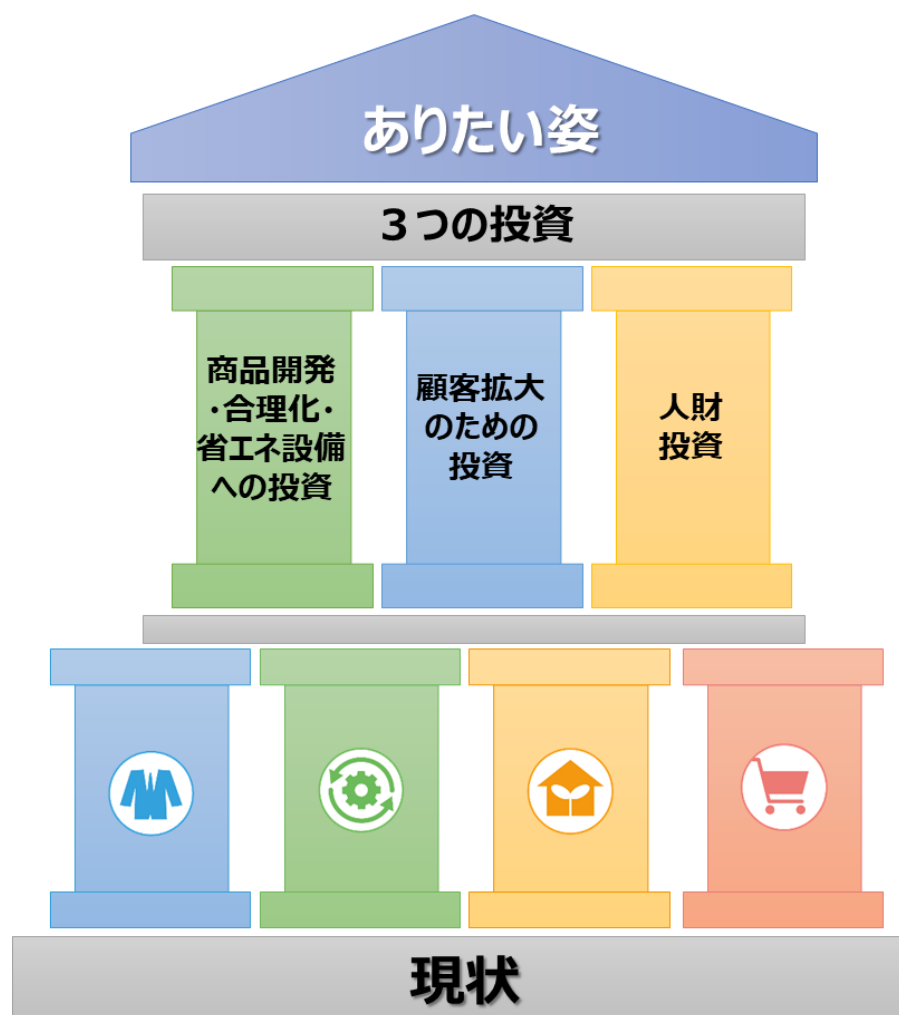 ありたい姿
３つの投資
商品開発
・合理化・
省エネ設備
への投資
顧客拡大
のための
投資
人財
投資
現状